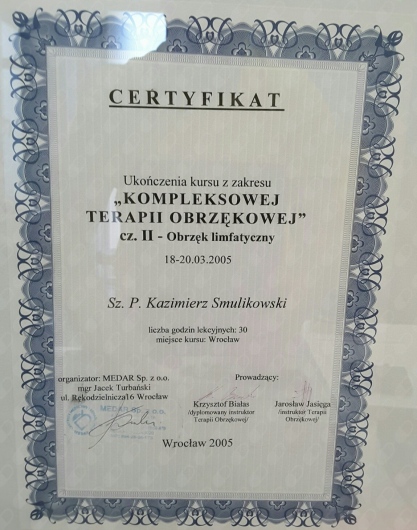 CERTYFIKAT
Ukończenia kursu z zakresu
„KOMPLEKSOWEJ
TERAPII OBRZĘKOWEJ”
cz. II - Obrzęk limfatyczny
18-20.03.2005
Sz. P. Kazimierz Smulikowski
liczba godzin lekcyjnych: 30
miejsce kursu: Wrocław
organizator: MEDAR Sp. z o.o.
mgr Jacek Turbański
ul. Rękodzielnicza16 Wrocław
MEDAR Sp. z o.o.
Prowadzący:
Krzysztof Białas
/dyplomowany instruktor
Terapii Obrzękowej/
Jarosław Jasięga
/instruktor Terapii
Obrzękowej/
Wrocław 2005